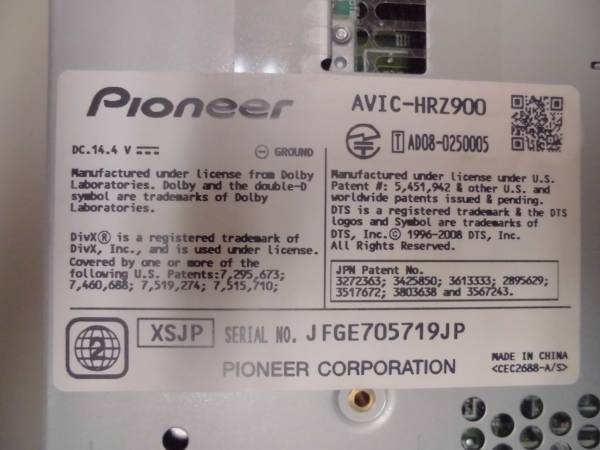 Pioneer
AVIC-HRZ900
DC.14.4 V
GROUND
T AD08-0250005
Manufactured under license from Dolby
Laboratories. Dolby and the double-D
symbol are trademarks of Dolby
Laboratories.
DivX® is a registered trademark of
DivX, Inc., and is used under license.
Covered by one or more of the
following U.S. Patents:7,295,673;
7,460,688; 7,519,274; 7,515,710;
Manufactured under license under U.S.
Patent #: 5,451,942 & other U.S. and
worldwide patents issued & pending.
DTS is a registered trademark & the DTS
logos and Symbol are trademarks of
DTS, Inc.© 1996-2008 DTS, Inc.
All Rights Reserved.
JPN Patent No.
3272363; 3425850; 3613333; 2895629;
3517672; 3803638 and 3567243.
2
XSJP SERIAL NO. JFGE705719JP
PIONEER CORPORATION
MADE IN CHINA
<CEC2688-A/S>